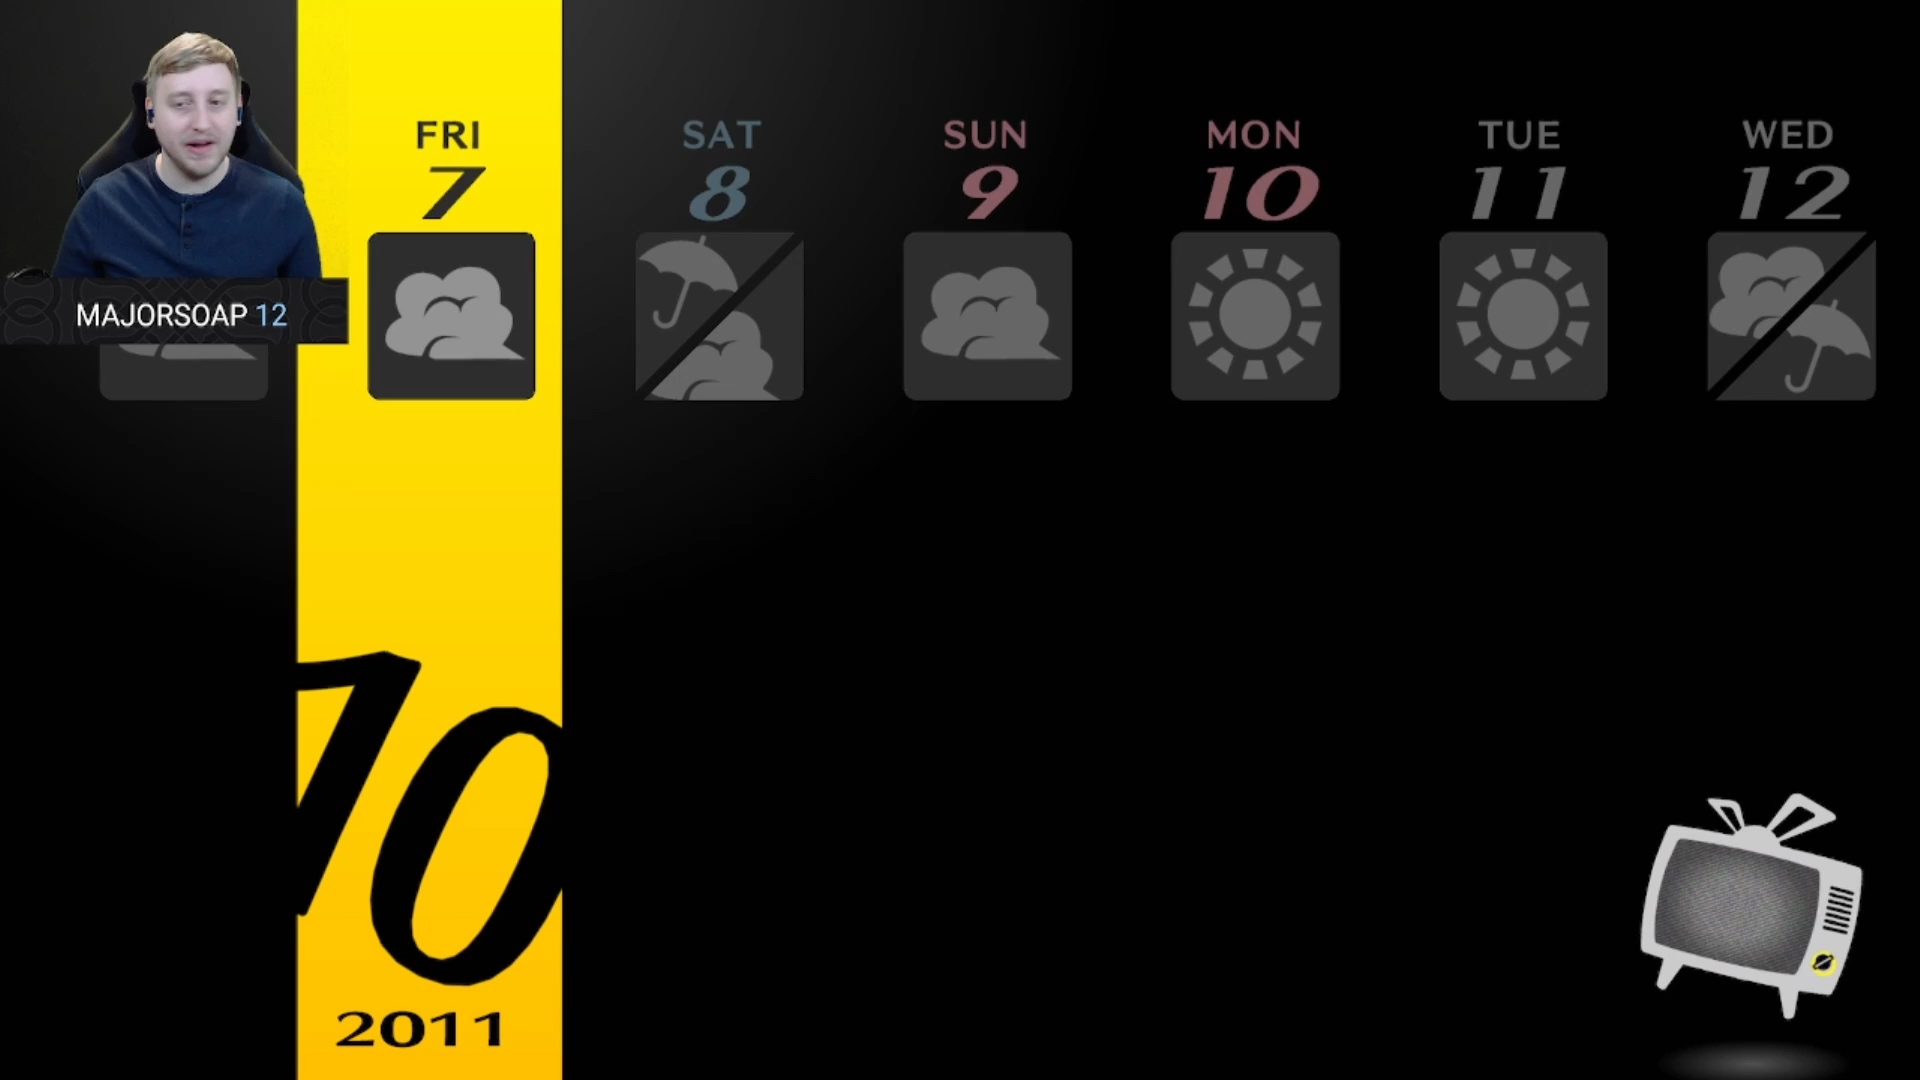 FRI
7
SAT
8
SUN
9
MON
10
TUE
11
WED
12
MAJORSOAP 12
10
2011